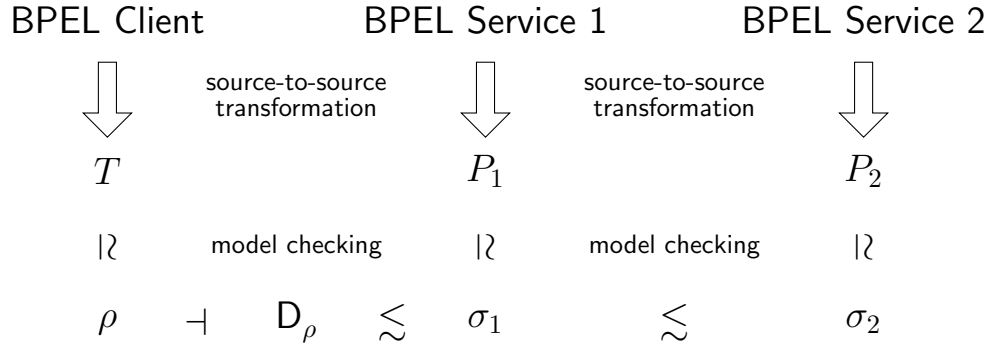 BPEL Client BPEL Service 1 BPEL Service 2
source-to-source transformation source-to-source transformation
T P₁ P₂
|≀ model checking |≀ model checking |≀
ρ ⊣ D_ρ ≲ σ₁ ≲ σ₂